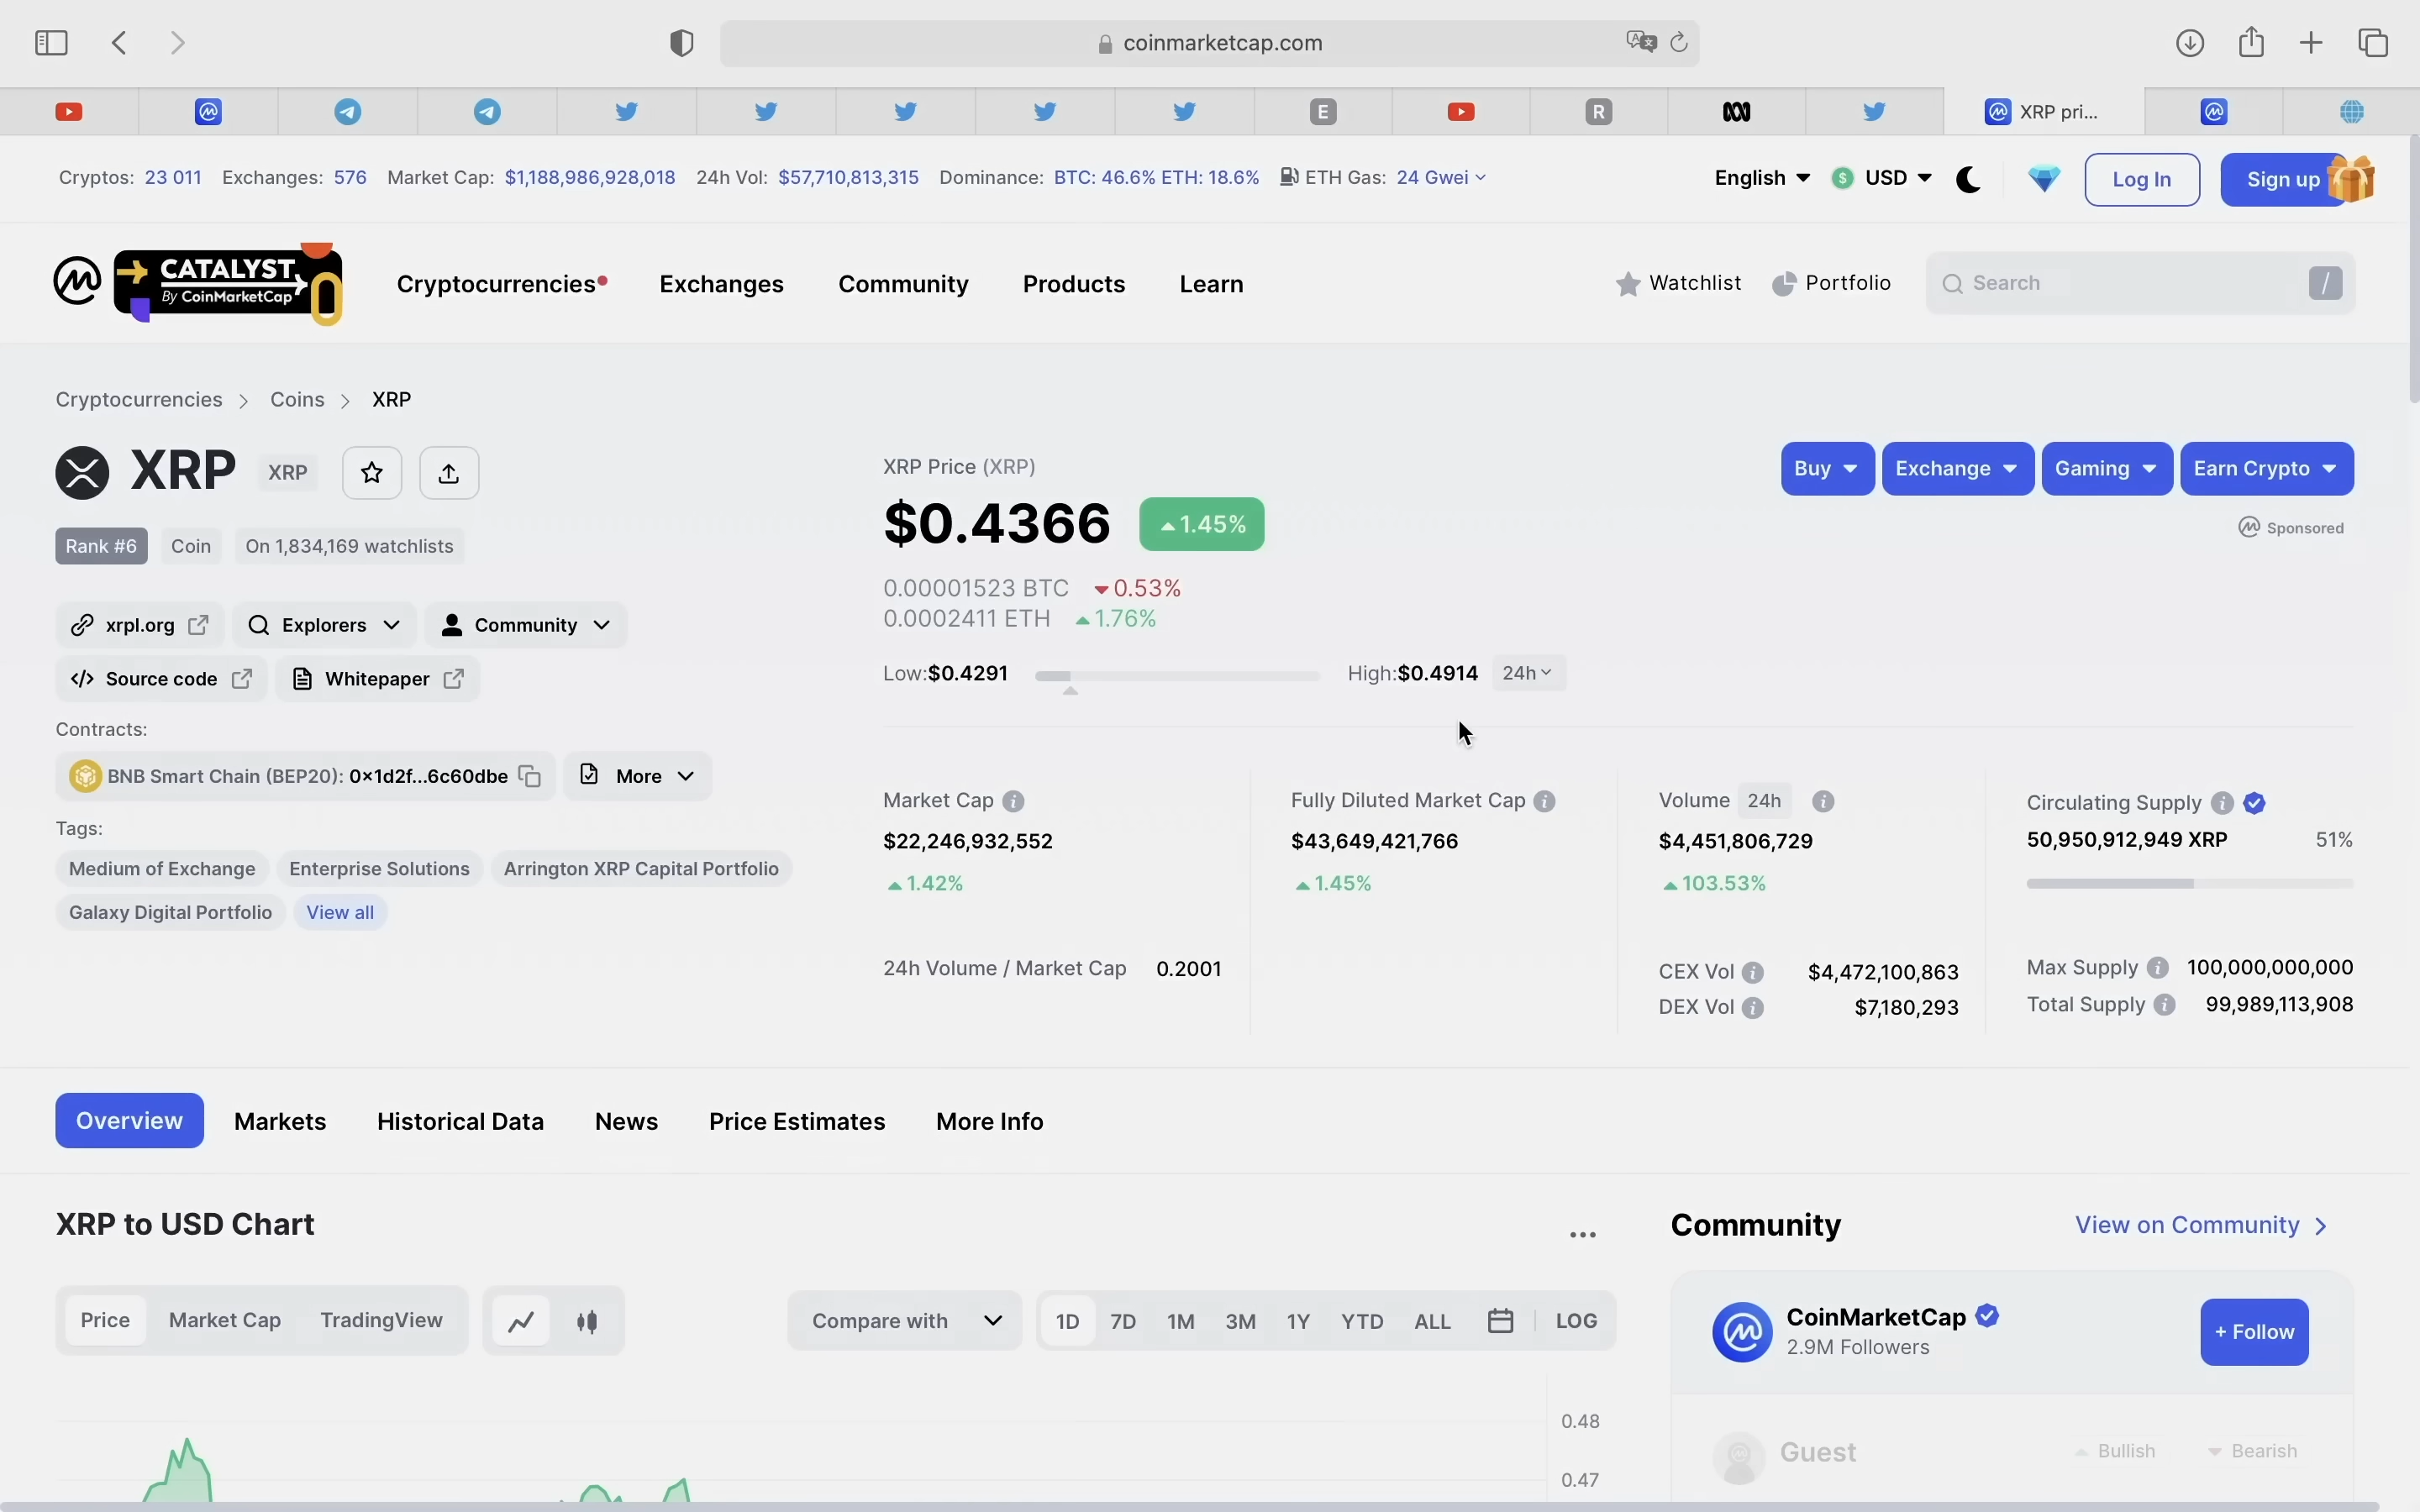 coinmarketcap.com
E
R
XRP pri...
Cryptos: 23 011 Exchanges: 576 Market Cap: $1,188,986,928,018 24h Vol: $57,710,813,315 Dominance: BTC: 46.6% ETH: 18.6% ETH Gas: 24 Gwei
English USD Log In Sign up
CATALYST
By CoinMarketCap
Cryptocurrencies Exchanges Community Products Learn
Watchlist Portfolio Search /
Cryptocurrencies > Coins > XRP
XRP XRP
Rank #6 Coin On 1,834,169 watchlists
xrpl.org Explorers Community
Source code Whitepaper
Contracts:
BNB Smart Chain (BEP20): 0x1d2f...6c60dbe More
Tags:
Medium of Exchange Enterprise Solutions Arrington XRP Capital Portfolio
Galaxy Digital Portfolio View all
XRP Price (XRP)
$0.4366 1.45%
0.00001523 BTC 0.53%
0.0002411 ETH 1.76%
Low:$0.4291 High:$0.4914 24h
Buy Exchange Gaming Earn Crypto
Sponsored
Market Cap
$22,246,932,552
1.42%
24h Volume / Market Cap 0.2001
Fully Diluted Market Cap
$43,649,421,766
1.45%
Volume 24h
$4,451,806,729
103.53%
CEX Vol $4,472,100,863
DEX Vol $7,180,293
Circulating Supply
50,950,912,949 XRP 51%
Max Supply 100,000,000,000
Total Supply 99,989,113,908
Overview Markets Historical Data News Price Estimates More Info
XRP to USD Chart
Price Market Cap TradingView
Compare with 1D 7D 1M 3M 1Y YTD ALL LOG
0.48
0.47
Community View on Community >
CoinMarketCap
2.9M Followers
+ Follow
Guest Bullish Bearish